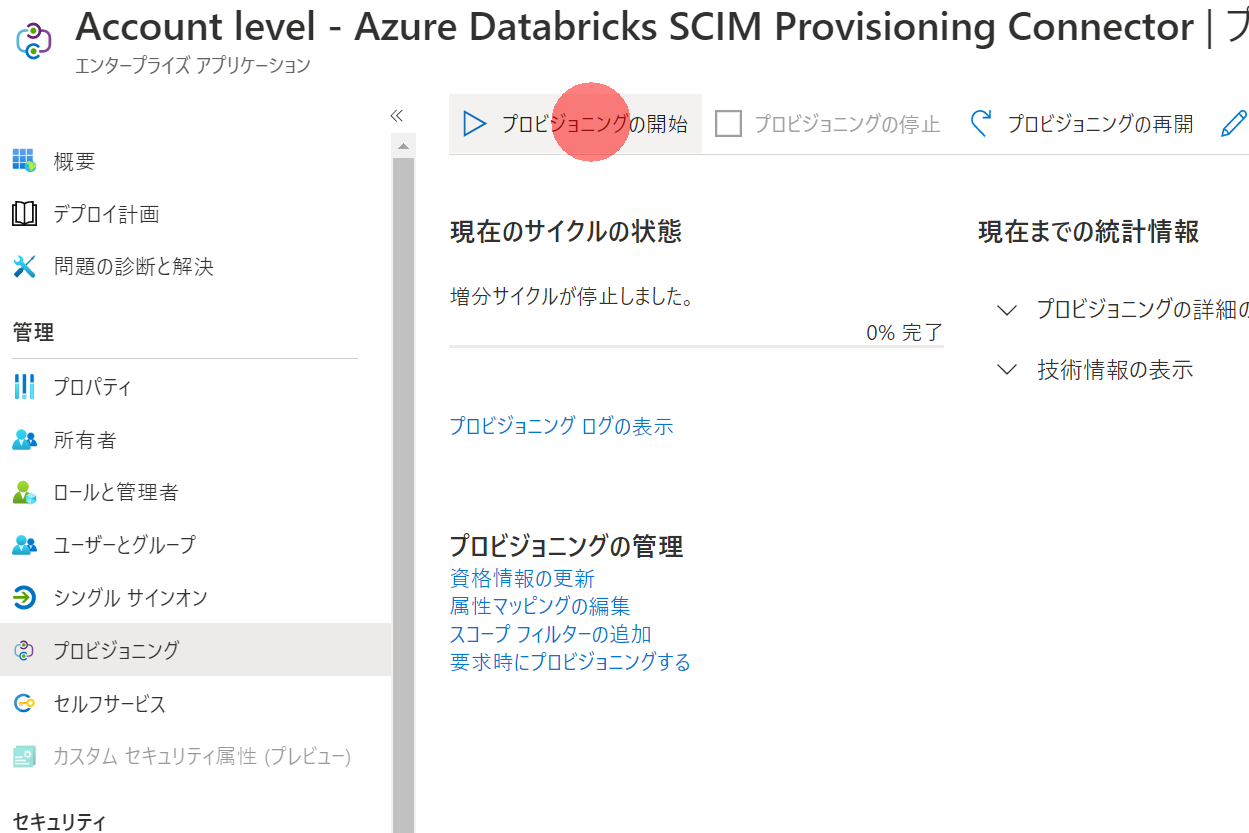 Account level - Azure Databricks SCIM Provisioning Connector | プ
エンタープライズ アプリケーション
概要
デプロイ計画
問題の診断と解決
管理
プロパティ
所有者
ロールと管理者
ユーザーとグループ
シングル サインオン
プロビジョニング
セルフサービス
カスタム セキュリティ属性 (プレビュー)
セキュリティ
プロビジョニングの開始
プロビジョニングの停止
プロビジョニングの再開
現在のサイクルの状態
増分サイクルが停止しました。
0% 完了
プロビジョニング ログの表示
プロビジョニングの管理
資格情報の更新
属性マッピングの編集
スコープ フィルターの追加
要求時にプロビジョニングする
現在までの統計情報
プロビジョニングの詳細の
技術情報の表示